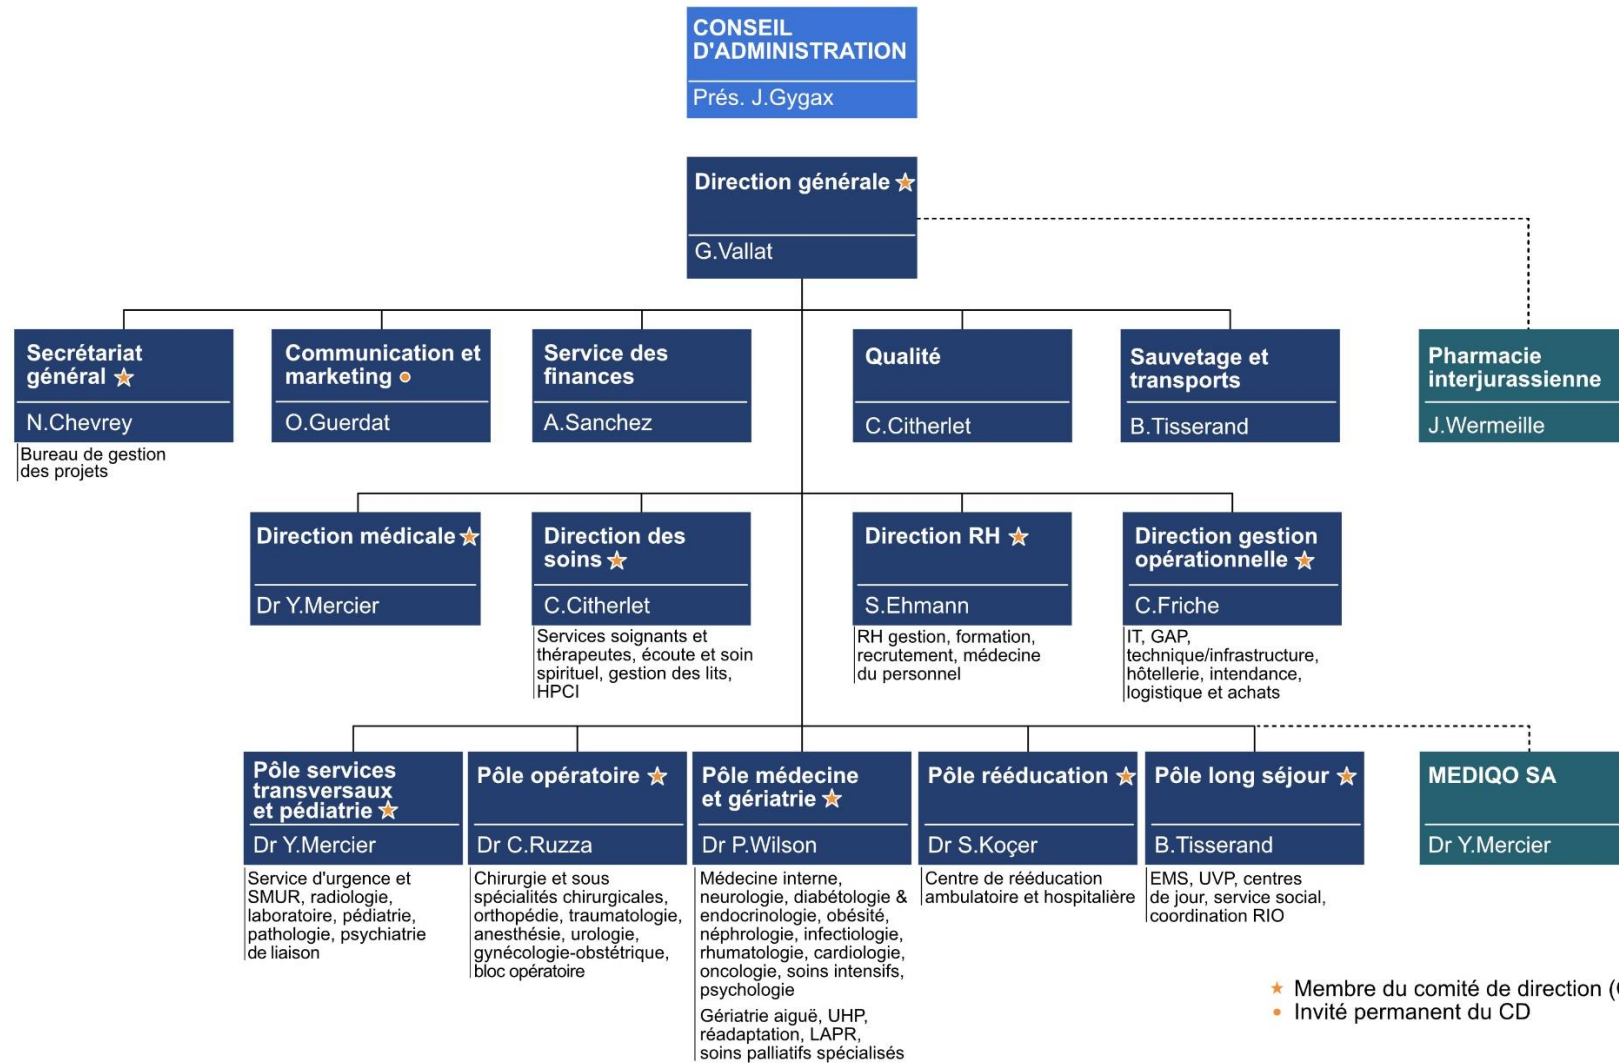 CONSEIL
D'ADMINISTRATION
Prés. J.Gygax
Direction générale
G.Vallat
Secrétariat
général
N.Chevrey
Bureau de gestion
des projets
Communication et
marketing
O.Guerdat
Service des
finances
A.Sanchez
Qualité
C.Citherlet
Sauvetage et
transports
B.Tisserand
Pharmacie
interjurassienne
J.Wermeille
Direction médicale
Dr Y.Mercier
Direction des
soins
C.Citherlet
Services soignants et
thérapeutes, écoute et soin
spirituel, gestion des lits,
HPCI
Direction RH
S.Ehmann
RH gestion, formation,
recrutement, médecine
du personnel
Direction gestion
opérationnelle
C.Friche
IT, GAP,
technique/infrastructure,
hôtellerie, intendance,
logistique et achats
Pôle services
transversaux
et pédiatrie
Dr Y.Mercier
Service d'urgence et
SMUR, radiologie,
laboratoire, pédiatrie,
pathologie, psychiatrie
de liaison
Pôle opératoire
Dr C.Ruzza
Chirurgie et sous
spécialités chirurgicales,
orthopédie, traumatologie,
anesthésie, urologie,
gynécologie-obstétrique,
bloc opératoire
Pôle médecine
et gériatrie
Dr P.Wilson
Médecine interne,
neurologie, diabétologie &
endocrinologie, obésité,
néphrologie, infectiologie,
rhumatologie, cardiologie,
oncologie, soins intensifs,
psychologie
Gériatrie aiguë, UHP,
réadaptation, LAPR,
soins palliatifs spécialisés
Pôle rééducation
Dr S.Koçer
Centre de rééducation
ambulatoire et hospitalière
Pôle long séjour
B.Tisserand
EMS, UVP, centres
de jour, service social,
coordination RIO
MEDIQO SA
Dr Y.Mercier
Membre du comité de direction
Invité permanent du CD